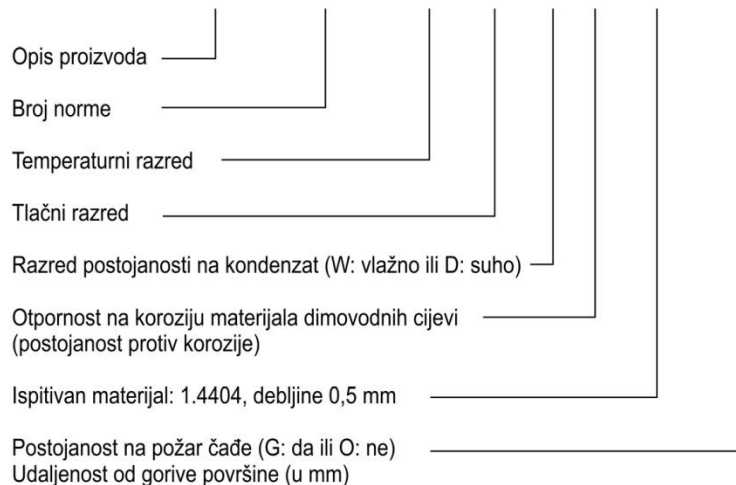 Opis proizvoda
Broj norme
Temperaturni razred
Tlačni razred
Razred postojanosti na kondenzat (W: vlažno ili D: suho)
Otpornost na koroziju materijala dimovodnih cijevi
(postojanost protiv korozije)
Ispitivan materijal: 1.4404, debljine 0,5 mm
Postojanost na požar čađe (G: da ili O: ne)
Udaljenost od gorive površine (u mm)